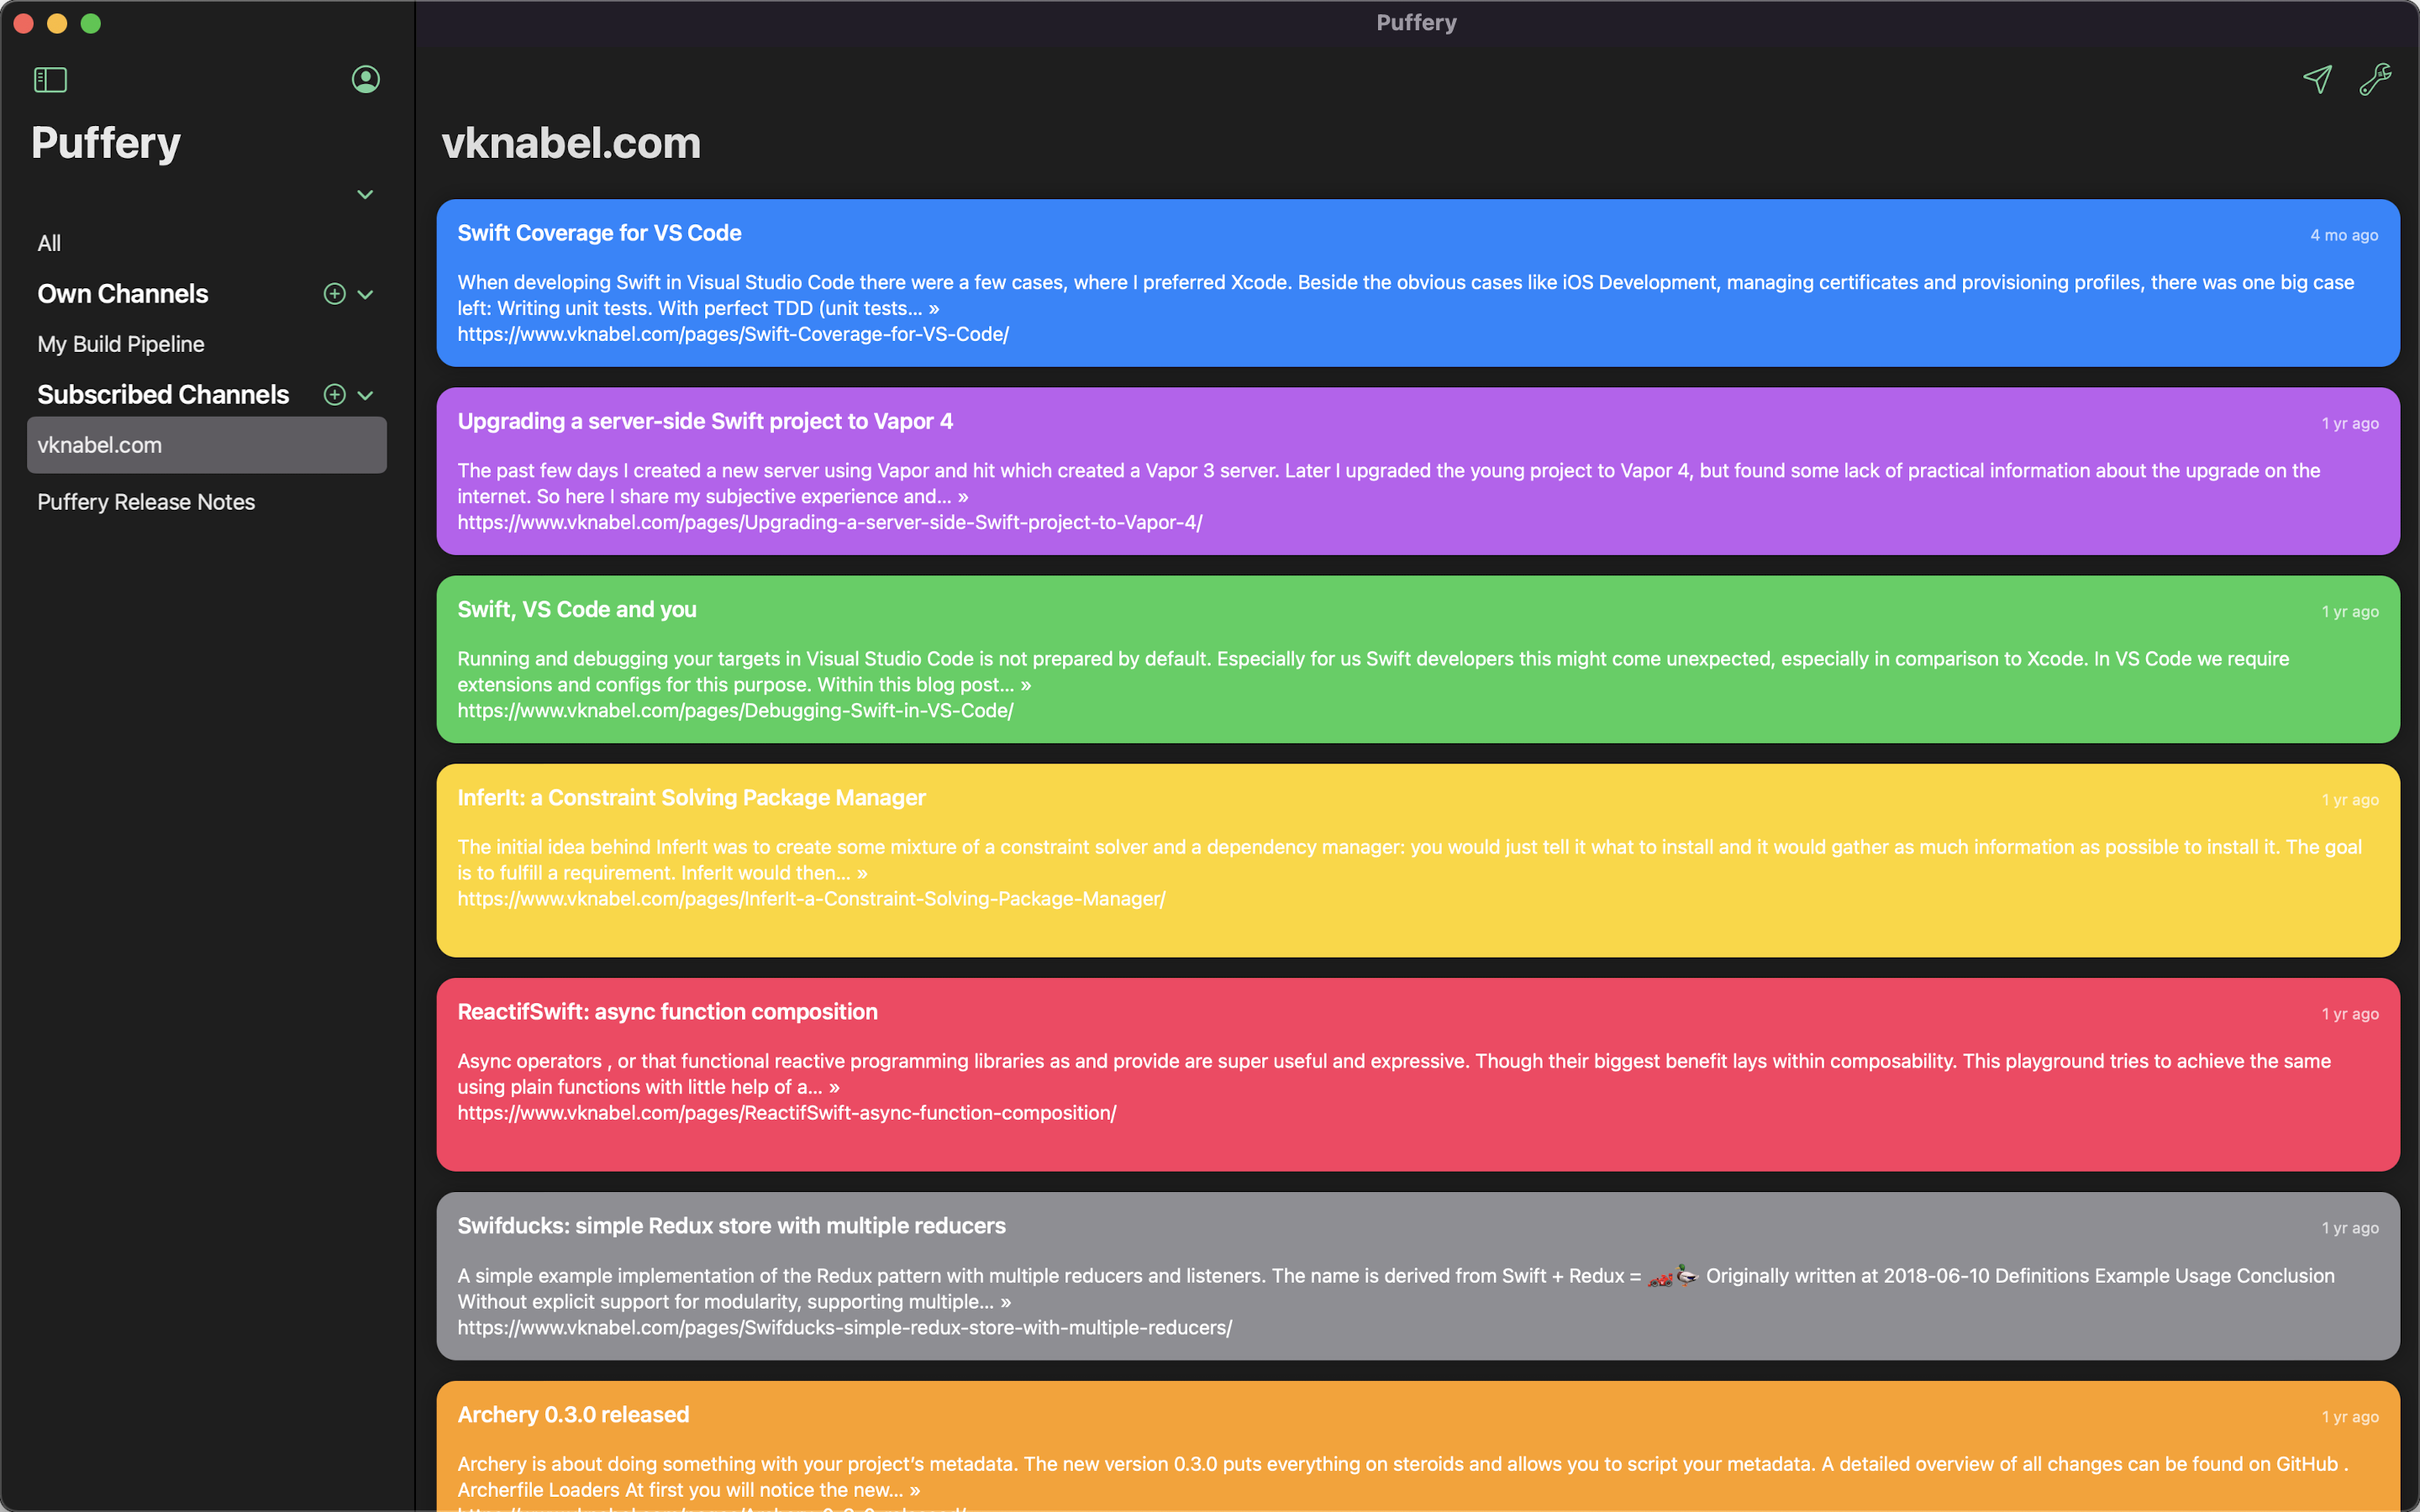 Puffery
Puffery
All
Own Channels
My Build Pipeline
Subscribed Channels
vknabel.com
Puffery Release Notes
vknabel.com
Swift Coverage for VS Code
4 mo ago
When developing Swift in Visual Studio Code there were a few cases, where I preferred Xcode. Beside the obvious cases like iOS Development, managing certificates and provisioning profiles, there was one big case
left: Writing unit tests. With perfect TDD (unit tests... »
https://www.vknabel.com/pages/Swift-Coverage-for-VS-Code/
Upgrading a server-side Swift project to Vapor 4
1 yr ago
The past few days I created a new server using Vapor and hit which created a Vapor 3 server. Later I upgraded the young project to Vapor 4, but found some lack of practical information about the upgrade on the
internet. So here I share my subjective experience and... »
https://www.vknabel.com/pages/Upgrading-a-server-side-Swift-project-to-Vapor-4/
Swift, VS Code and you
1 yr ago
Running and debugging your targets in Visual Studio Code is not prepared by default. Especially for us Swift developers this might come unexpected, especially in comparison to Xcode. In VS Code we require
extensions and configs for this purpose. Within this blog post... »
https://www.vknabel.com/pages/Debugging-Swift-in-VS-Code/
InferIt: a Constraint Solving Package Manager
1 yr ago
The initial idea behind InferIt was to create some mixture of a constraint solver and a dependency manager: you would just tell it what to install and it would gather as much information as possible to install it. The goal
is to fulfill a requirement. InferIt would then... »
https://www.vknabel.com/pages/InferIt-a-Constraint-Solving-Package-Manager/
ReactifSwift: async function composition
1 yr ago
Async operators , or that functional reactive programming libraries as and provide are super useful and expressive. Though their biggest benefit lays within composability. This playground tries to achieve the same
using plain functions with little help of a... »
https://www.vknabel.com/pages/ReactifSwift-async-function-composition/
Swifducks: simple Redux store with multiple reducers
1 yr ago
A simple example implementation of the Redux pattern with multiple reducers and listeners. The name is derived from Swift + Redux = 🏎🦆 Originally written at 2018-06-10 Definitions Example Usage Conclusion
Without explicit support for modularity, supporting multiple... »
https://www.vknabel.com/pages/Swifducks-simple-redux-store-with-multiple-reducers/
Archery 0.3.0 released
1 yr ago
Archery is about doing something with your project’s metadata. The new version 0.3.0 puts everything on steroids and allows you to script your metadata. A detailed overview of all changes can be found on GitHub .
Archerfile Loaders At first you will notice the new... »